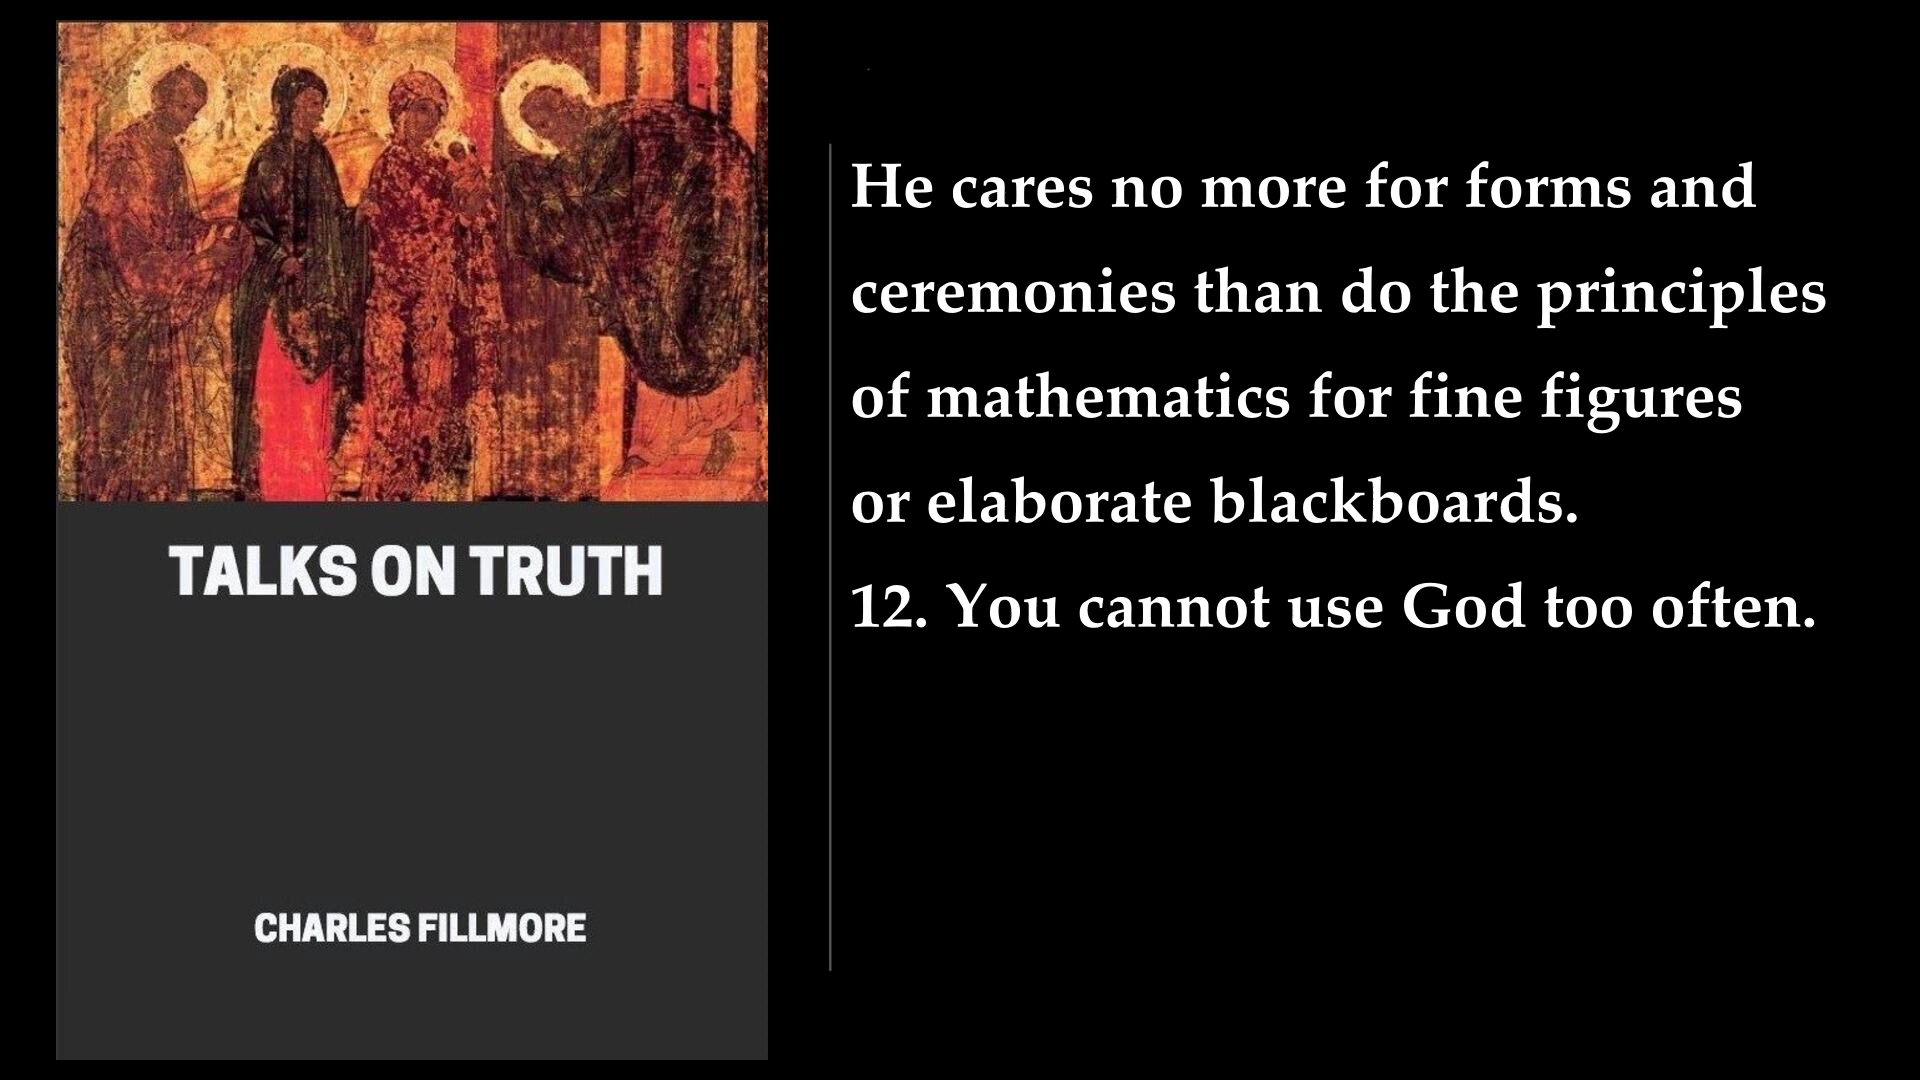 TALKS ON TRUTH
CHARLES FILLMORE
He cares no more for forms and
ceremonies than do the principles
of mathematics for fine figures
or elaborate blackboards.
12. You cannot use God too often.